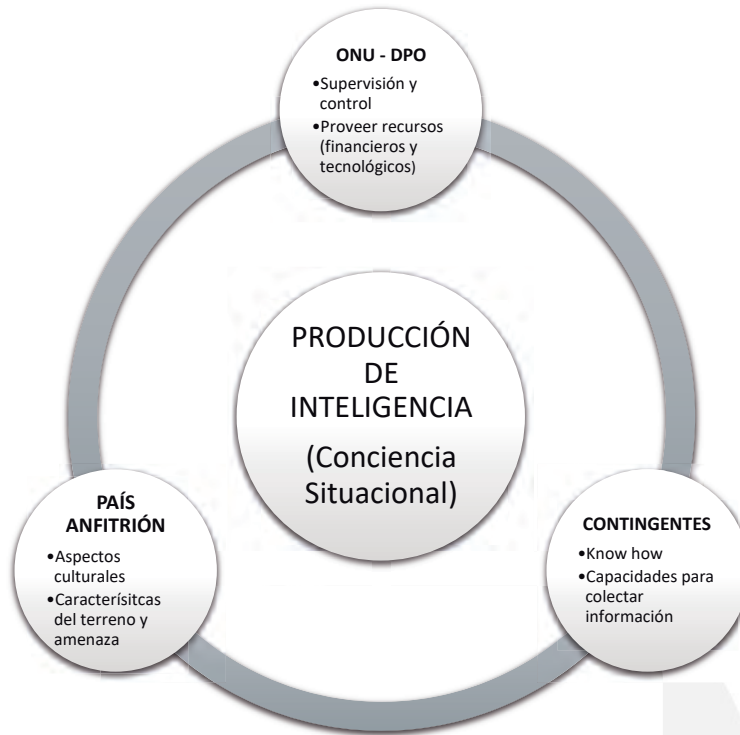 ONU - DPO
•Supervisión y
control
•Proveer recursos
(financieros y
tecnológicos)
PRODUCCIÓN
DE
INTELIGENCIA
(Conciencia
Situacional)
PAÍS
ANFITRIÓN
•Aspectos
culturales
•Caracterísitcas
del terreno y
amenaza
CONTINGENTES
•Know how
•Capacidades para
colectar
información